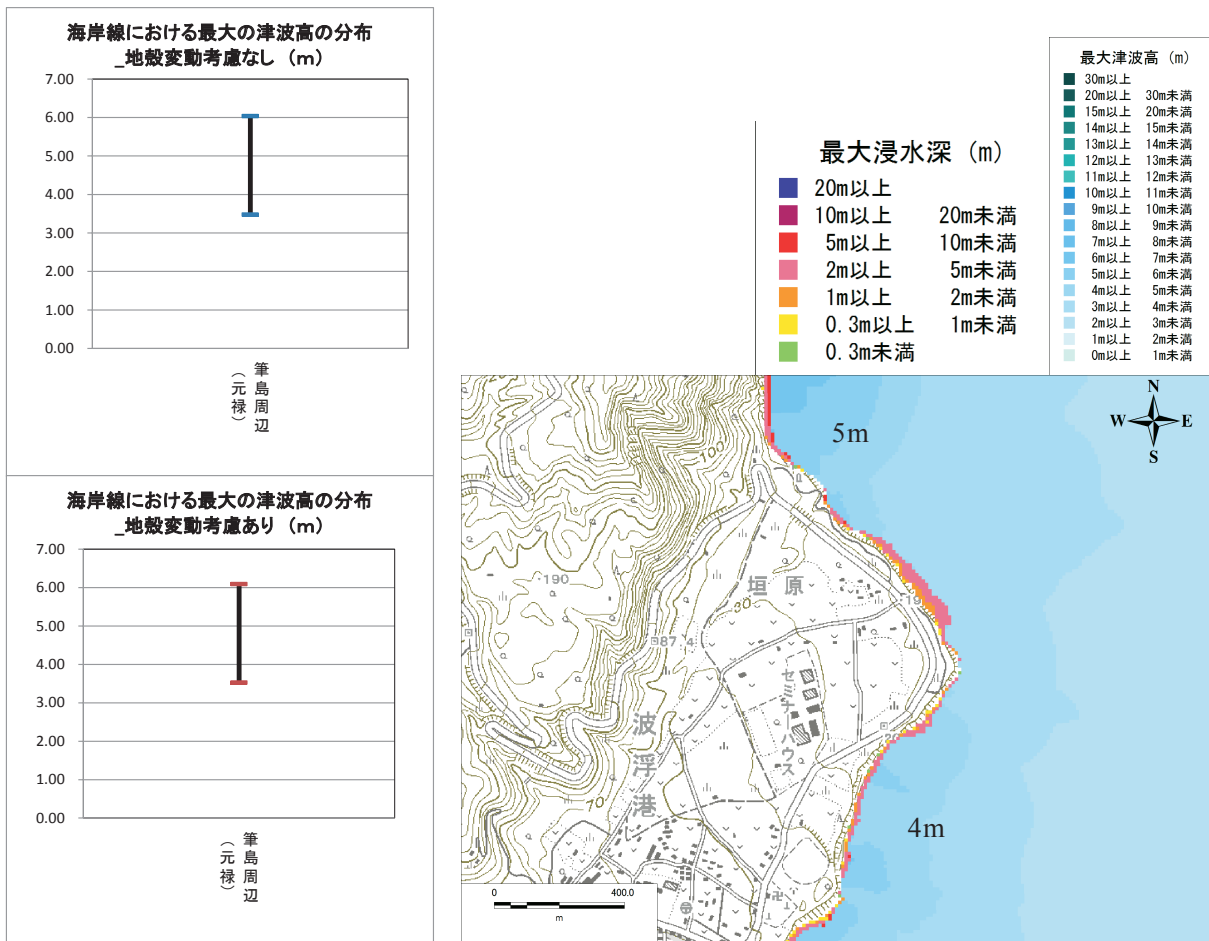 海岸線における最大の津波高の分布
_地殻変動考慮なし (m)
7.00
6.00
5.00
4.00
3.00
2.00
1.00
0.00
筆島周辺
(元禄)
海岸線における最大の津波高の分布
_地殻変動考慮あり (m)
7.00
6.00
5.00
4.00
3.00
2.00
1.00
0.00
筆島周辺
(元禄)
最大浸水深 (m)
20m以上
10m以上 20m未満
5m以上 10m未満
2m以上 5m未満
1m以上 2m未満
0.3m以上 1m未満
0.3m未満
最大津波高 (m)
30m以上
20m以上 30m未満
15m以上 20m未満
14m以上 15m未満
13m以上 14m未満
12m以上 13m未満
11m以上 12m未満
10m以上 11m未満
9m以上 10m未満
8m以上 9m未満
7m以上 8m未満
6m以上 7m未満
5m以上 6m未満
4m以上 5m未満
3m以上 4m未満
2m以上 3m未満
1m以上 2m未満
0m以上 1m未満
N
W E
S
5m
100
190
垣原
30
19
87.4
セミナーハウス
波浮港
20
70
4m
0 400.0
m